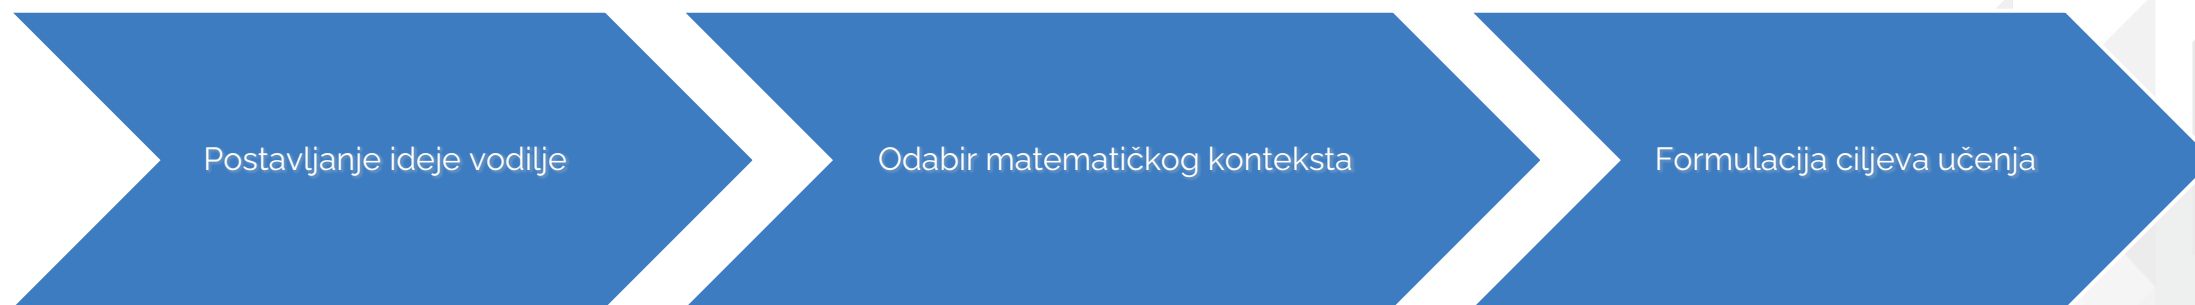 Postavljanje ideje vodilje
Odabir matematičkog konteksta
Formulacija ciljeva učenja